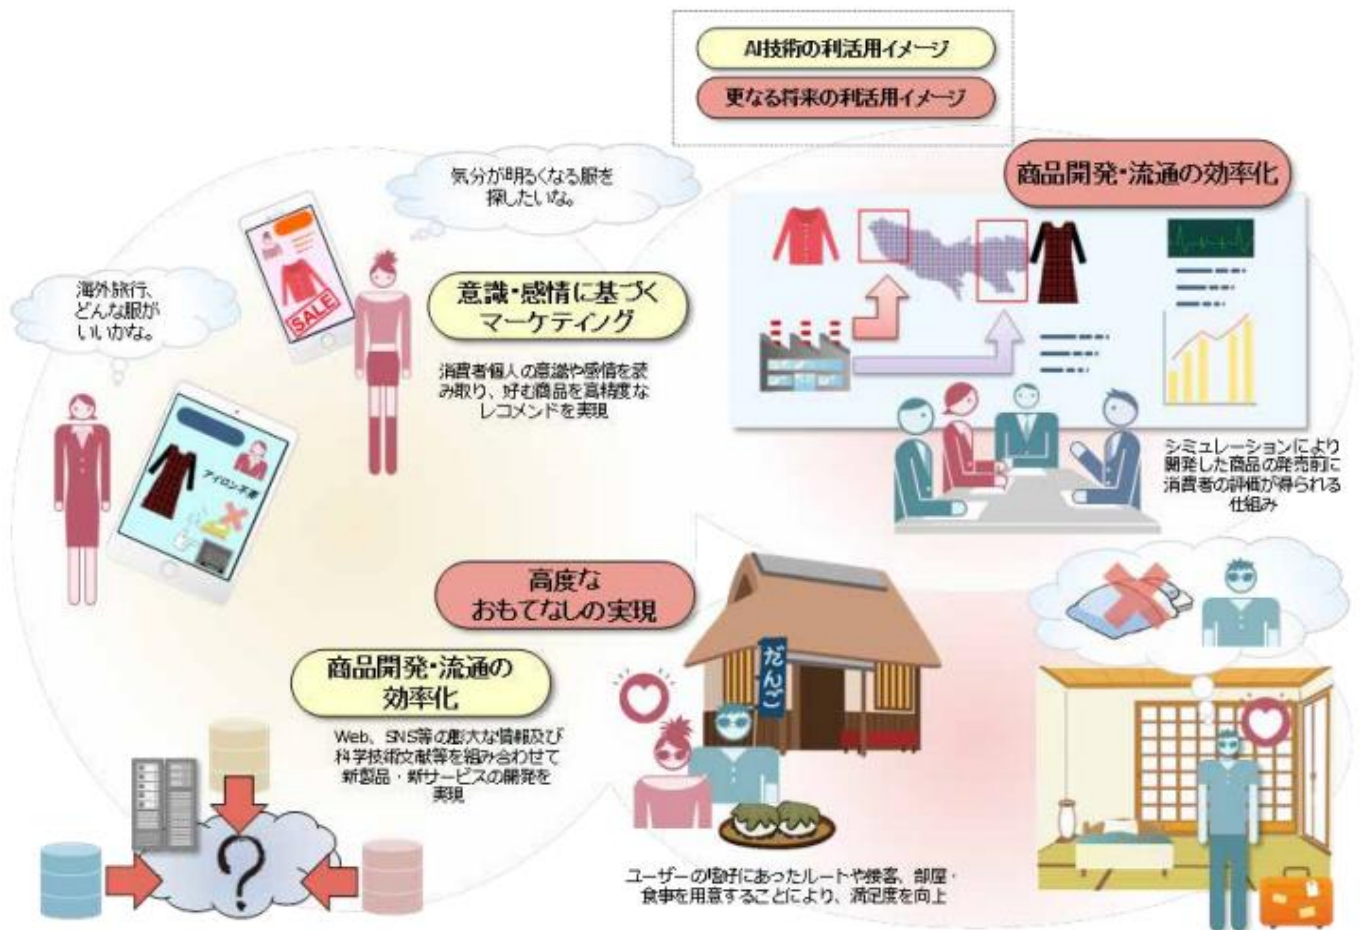 AI技術の利活用イメージ
更なる将来の利活用イメージ
気分が明るくなる服を
探したいな。
商品開発・流通の効率化
海外旅行、
どんな服が
いいかな。
SALE
意識・感情に基づく
マーケティング
消費者個人の意識や感情を読
み取り、好む商品を高精度な
レコメンドを実現
アイロン不要
シミュレーションにより
開発した商品の発売前に
消費者の評価が得られる
仕組み
高度な
おもてなしの実現
だんご
商品開発・流通の
効率化
Web、SNS等の膨大な情報及び
科学技術文献等を組み合わせて
新製品・新サービスの開発を
実現
?
ユーザーの嗜好にあったルートや接客、部屋・
食事を用意することにより、満足度を向上